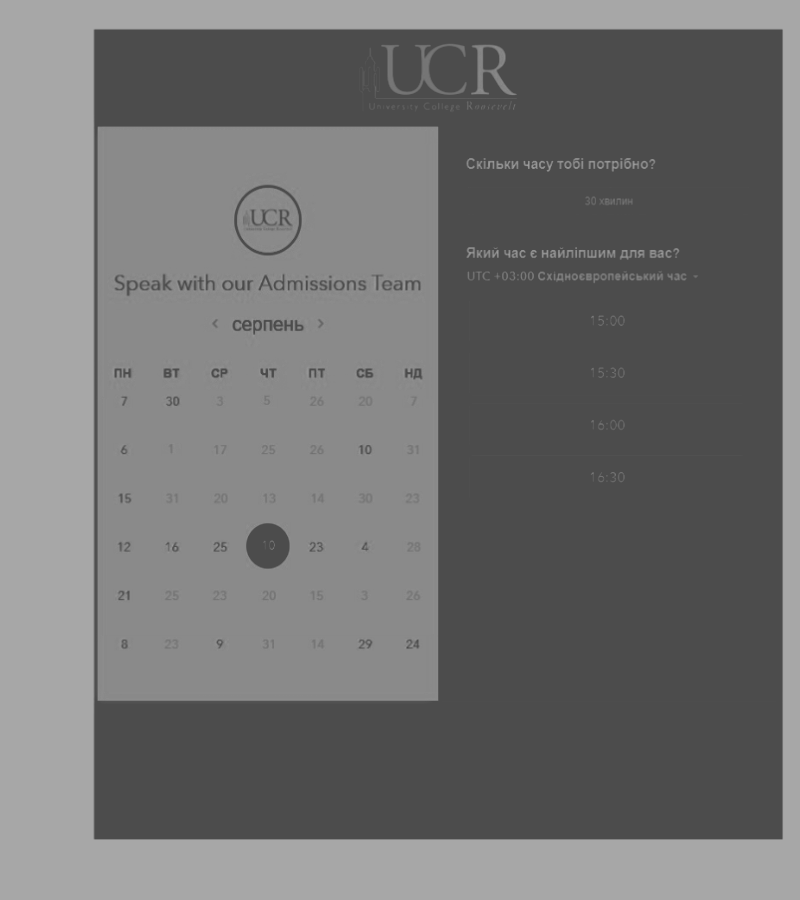 UCR
University College Roosevelt
UCR
Speak with our Admissions Team
‹ серпень ›
ПН ВТ СР ЧТ ПТ СБ НД
7 30 3 5 26 20 7
6 1 17 25 26 10 31
15 31 20 13 14 30 23
12 16 25 10 23 4 28
21 25 23 20 15 3 26
8 23 9 31 14 29 24
Скільки часу тобі потрібно?
30 хвилин
Який час є найліпшим для вас?
UTC +03:00 Східноєвропейський час
15:00
15:30
16:00
16:30